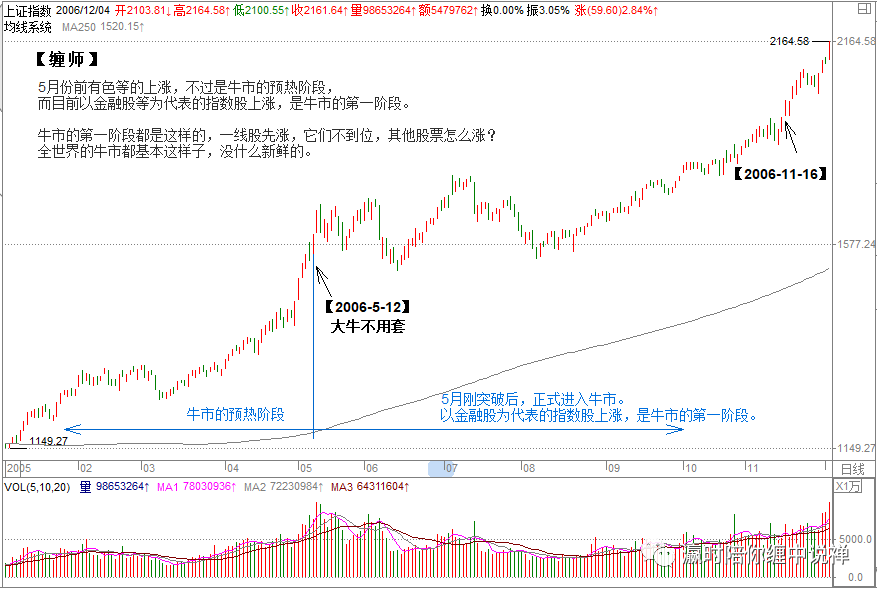 上证指数 2006/12/04 开2103.81↓高2164.58↑低2100.55↑收2161.64↑量98653264↑额5479762↑换0.00%振3.05% 涨(59.60)2.84%↑
均线系统 MA250 1520.15↑
2164.58
2164.58
【缠师】
5月份前有色等的上涨，不过是牛市的预热阶段，
而目前以金融股等为代表的指数股上涨，是牛市的第一阶段。
牛市的第一阶段都是这样的，一线股先涨，它们不到位，其他股票怎么涨？
全世界的牛市都基本这样子，没什么新鲜的。
【2006-11-16】
1577.24
【2006-5-12】
大牛不用套
牛市的预热阶段
5月刚突破后，正式进入牛市。
以金融股为代表的指数股上涨，是牛市的第一阶段。
1149.27
1149.27
2005 02 03 04 05 06 07 08 09 10 11 日线
VOL(5,10,20) 量 98653264↑ MA1 78030936↑ MA2 72230984↑ MA3 64311604↑
X1万
5000.0
0.0
赢时陪你缠中说禅